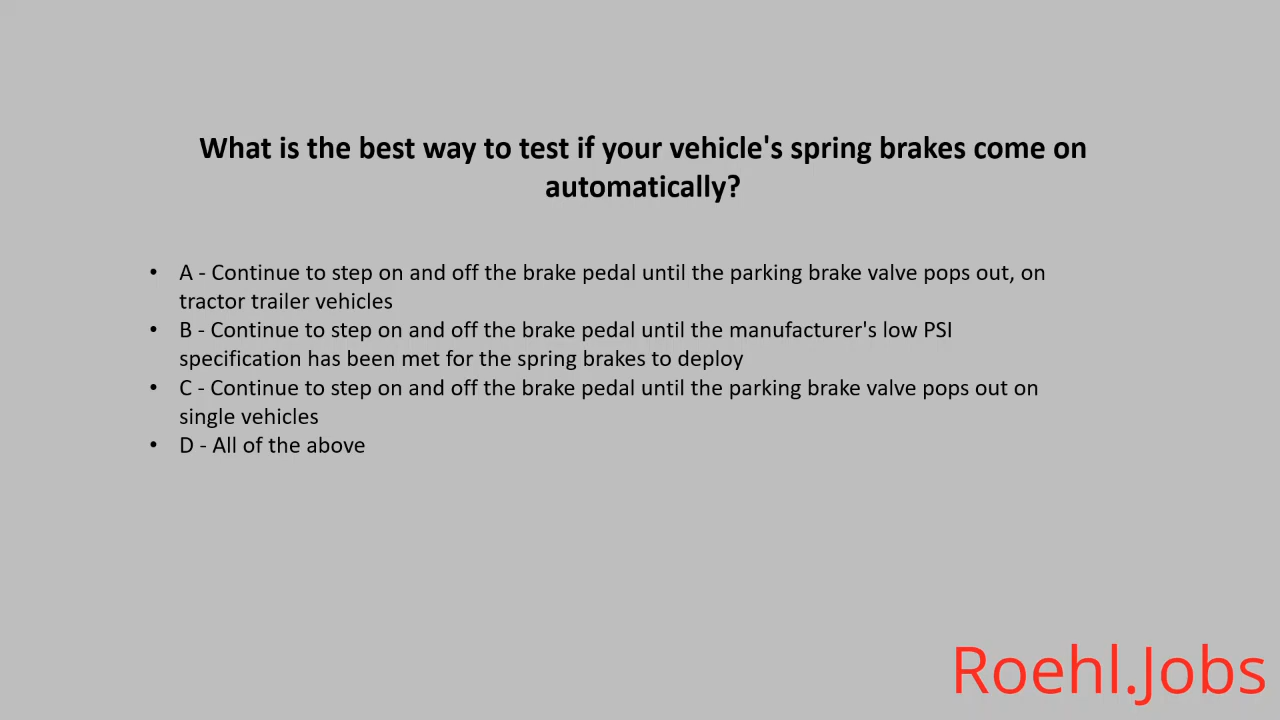 What is the best way to test if your vehicle's spring brakes come on
automatically?
• A - Continue to step on and off the brake pedal until the parking brake valve pops out, on
tractor trailer vehicles
• B - Continue to step on and off the brake pedal until the manufacturer's low PSI
specification has been met for the spring brakes to deploy
• C - Continue to step on and off the brake pedal until the parking brake valve pops out on
single vehicles
• D - All of the above
Roehl.Jobs